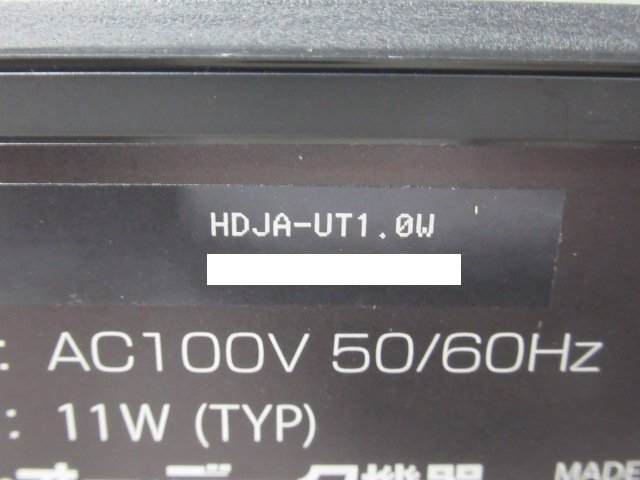 HDJA-UT1.0W
: AC100V 50/60Hz
: 11W (TYP)
MADE